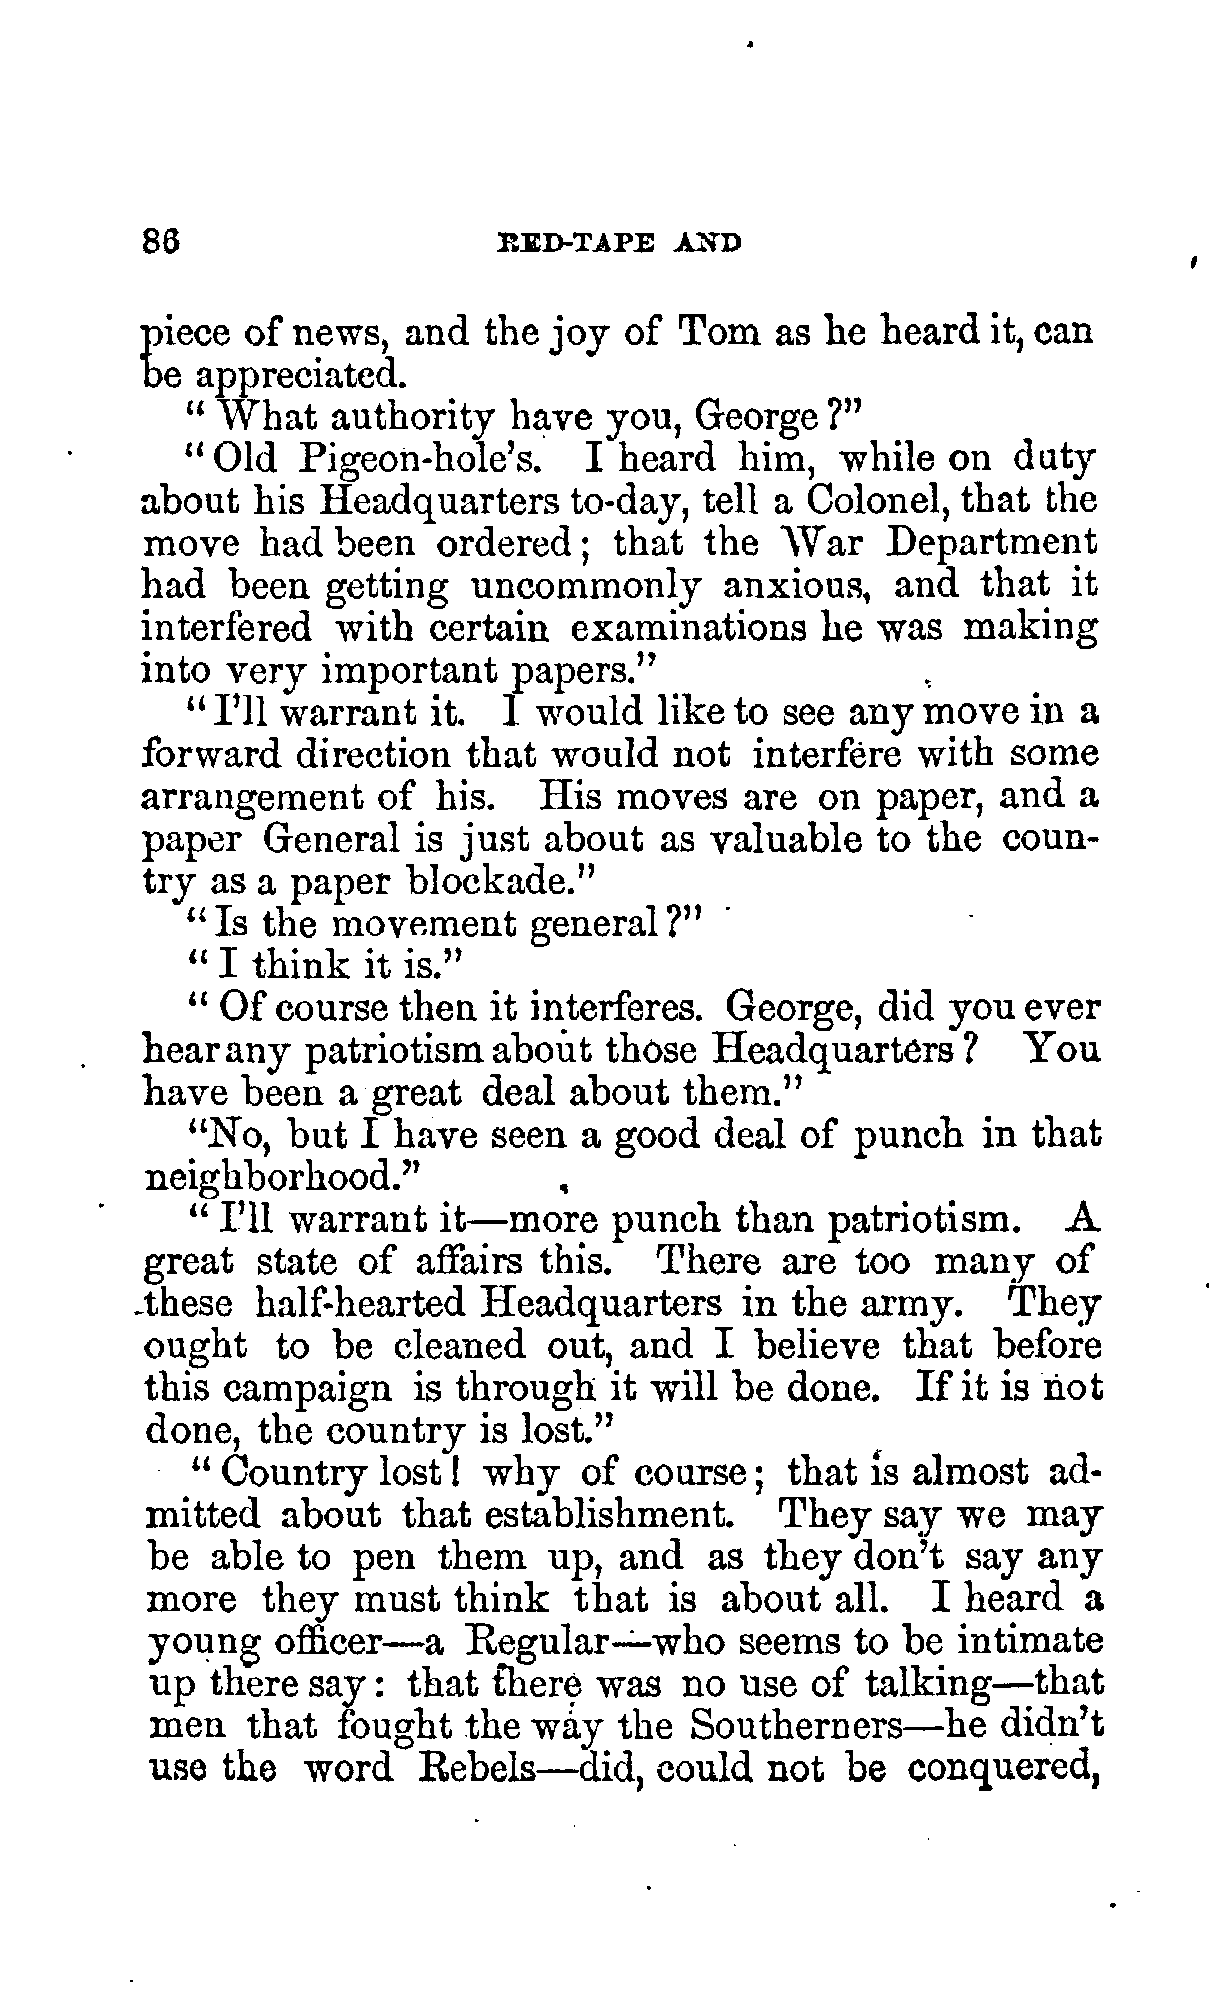 86 RED-TAPE AND
piece of news, and the joy of Tom as he heard it, can
be appreciated.
"What authority have you, George?"
"Old Pigeon-hole's. I heard him, while on duty
about his Headquarters to-day, tell a Colonel, that the
move had been ordered; that the War Department
had been getting uncommonly anxious, and that it
interfered with certain examinations he was making
into very important papers."
"I'll warrant it. I would like to see any move in a
forward direction that would not interfere with some
arrangement of his. His moves are on paper, and a
paper General is just about as valuable to the coun-
try as a paper blockade."
"Is the movement general?"
"I think it is."
"Of course then it interferes. George, did you ever
hear any patriotism about those Headquarters? You
have been a great deal about them."
"No, but I have seen a good deal of punch in that
neighborhood."
"I'll warrant it—more punch than patriotism. A
great state of affairs this. There are too many of
these half-hearted Headquarters in the army. They
ought to be cleaned out, and I believe that before
this campaign is through it will be done. If it is not
done, the country is lost."
"Country lost! why of course; that is almost ad-
mitted about that establishment. They say we may
be able to pen them up, and as they don't say any
more they must think that is about all. I heard a
young officer—a Regular—who seems to be intimate
up there say: that there was no use of talking—that
men that fought the way the Southerners—he didn't
use the word Rebels—did, could not be conquered,